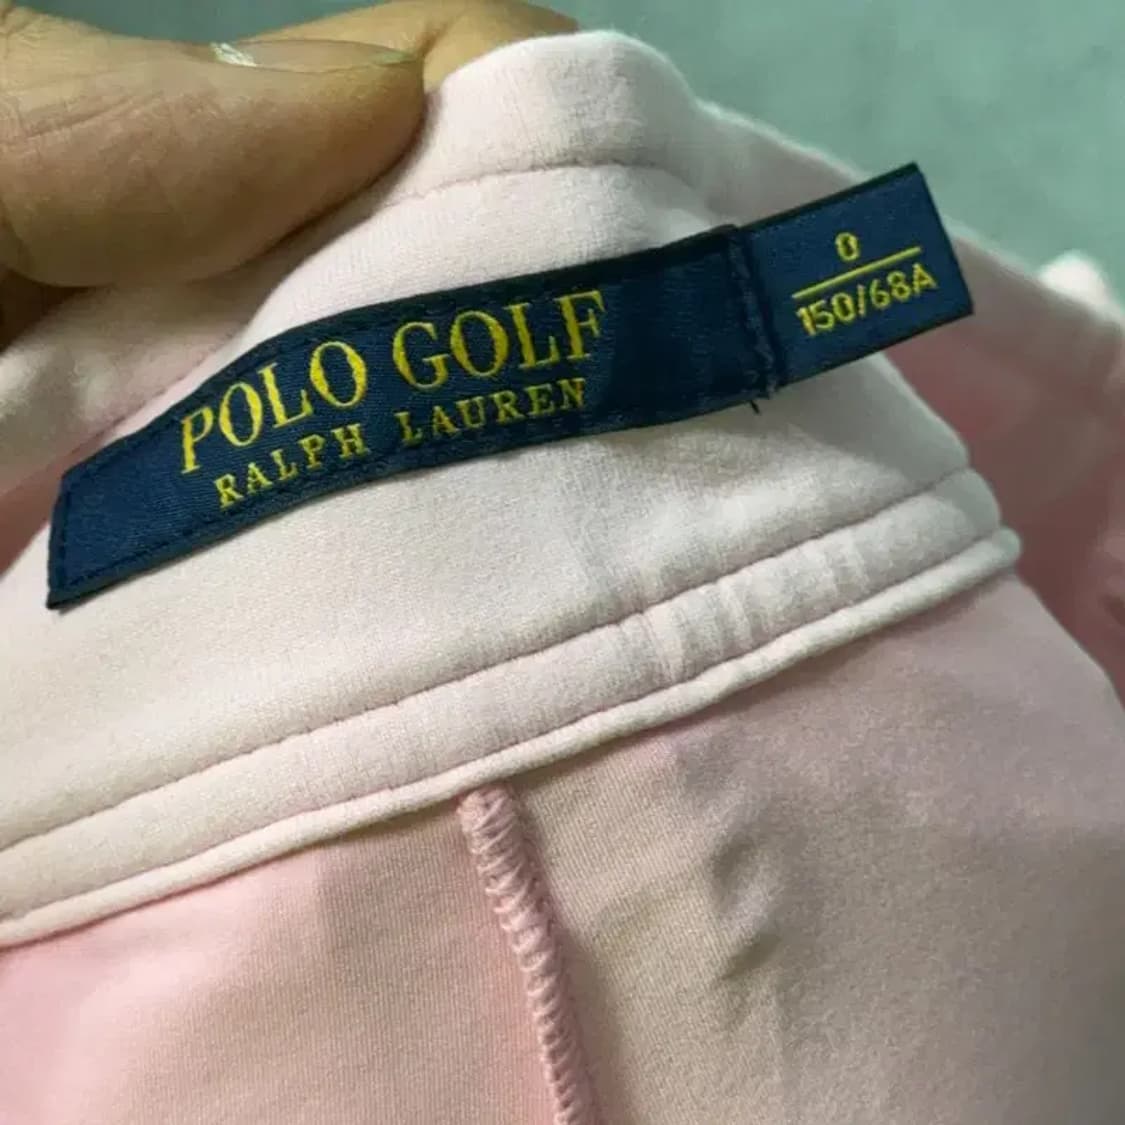 POLO GOLF
RALPH LAUREN
0
150/68A